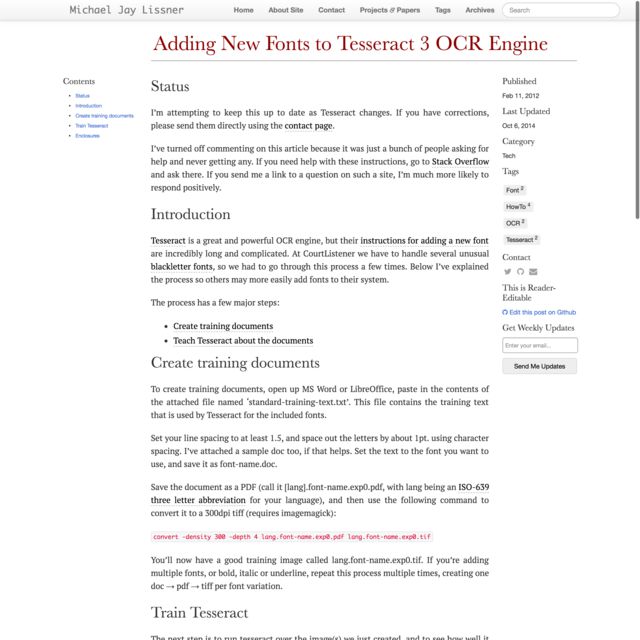 Michael Jay Lissner
Home About Site Contact Projects & Papers Tags Archives Search
Adding New Fonts to Tesseract 3 OCR Engine
Contents
Status
Introduction
Create training documents
Train Tesseract
Enclosures
Status
I’m attempting to keep this up to date as Tesseract changes. If you have corrections,
please send them directly using the contact page.
I’ve turned off commenting on this article because it was just a bunch of people asking for
help and never getting any. If you need help with these instructions, go to Stack Overflow
and ask there. If you send me a link to a question on such a site, I’m much more likely to
respond positively.
Introduction
Tesseract is a great and powerful OCR engine, but their instructions for adding a new font
are incredibly long and complicated. At CourtListener we have to handle several unusual
blackletter fonts, so we had to go through this process a few times. Below I’ve explained
the process so others may more easily add fonts to their system.
The process has a few major steps:
Create training documents
Teach Tesseract about the documents
Create training documents
To create training documents, open up MS Word or LibreOffice, paste in the contents of
the attached file named ‘standard-training-text.txt’. This file contains the training text
that is used by Tesseract for the included fonts.
Set your line spacing to at least 1.5, and space out the letters by about 1pt. using character
spacing. I’ve attached a sample doc too, if that helps. Set the text to the font you want to
use, and save it as font-name.doc.
Save the document as a PDF (call it [lang].font-name.exp0.pdf, with lang being an ISO-639
three letter abbreviation for your language), and then use the following command to
convert it to a 300dpi tiff (requires imagemagick):
convert -density 300 -depth 4 lang.font-name.exp0.pdf lang.font-name.exp0.tif
You’ll now have a good training image called lang.font-name.exp0.tif. If you’re adding
multiple fonts, or bold, italic or underline, repeat this process multiple times, creating one
doc → pdf → tiff per font variation.
Train Tesseract
The next step is to run tesseract over the image(s) we just created, and to see how well it
Published
Feb 11, 2012
Last Updated
Oct 6, 2014
Category
Tech
Tags
Font 2
HowTo 4
OCR 2
Tesseract 2
Contact
This is Reader-
Editable
Edit this post on Github
Get Weekly Updates
Enter your email...
Send Me Updates